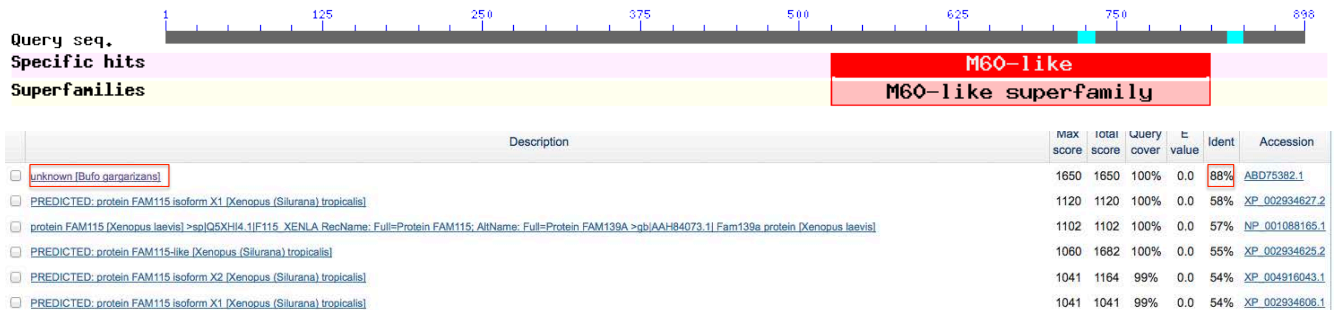 1 125 250 375 500 625 750 898
Query seq.
Specific hits M60-like
Superfamilies M60-like superfamily
Description Max score Total score Query cover E value Ident Accession
unknown [Bufo gargarizans] 1650 1650 100% 0.0 88% ABD75382.1
PREDICTED: protein FAM115 isoform X1 [Xenopus (Silurana) tropicalis] 1120 1120 100% 0.0 58% XP_002934627.2
protein FAM115 [Xenopus laevis] >sp|Q5XHI4.1|F115_XENLA RecName: Full=Protein FAM115; AltName: Full=Protein FAM139A >gb|AAH84073.1| Fam139a protein [Xenopus laevis] 1102 1102 100% 0.0 57% NP_001088165.1
PREDICTED: protein FAM115-like [Xenopus (Silurana) tropicalis] 1060 1682 100% 0.0 55% XP_002934625.2
PREDICTED: protein FAM115 isoform X2 [Xenopus (Silurana) tropicalis] 1041 1164 99% 0.0 54% XP_004916043.1
PREDICTED: protein FAM115 isoform X1 [Xenopus (Silurana) tropicalis] 1041 1041 99% 0.0 54% XP_002934606.1